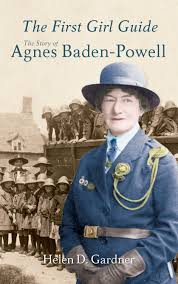 The First Girl Guide
The Story of
Agnes Baden-Powell
Helen D. Gardner